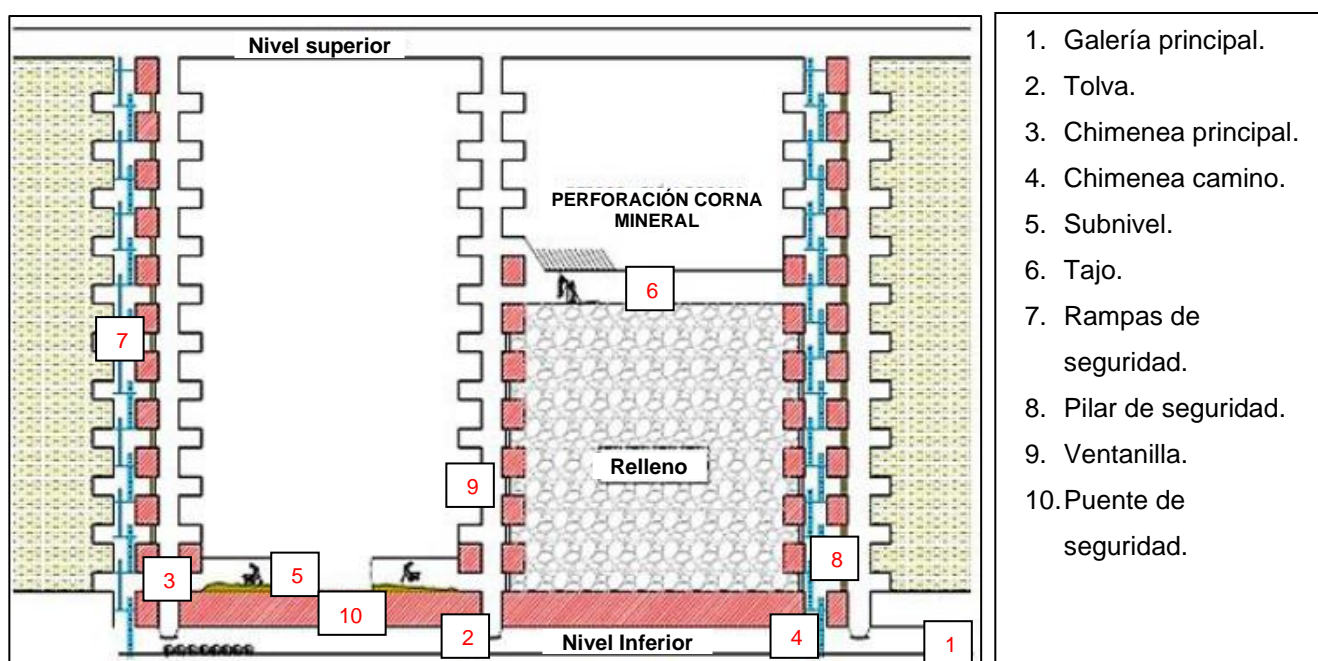 Nivel superior
PERFORACIÓN CORNA
MINERAL
6
7
9
Relleno
8
3
5
10
2
Nivel Inferior
4
1
1. Galería principal.
2. Tolva.
3. Chimenea principal.
4. Chimenea camino.
5. Subnivel.
6. Tajo.
7. Rampas de
seguridad.
8. Pilar de seguridad.
9. Ventanilla.
10. Puente de
seguridad.